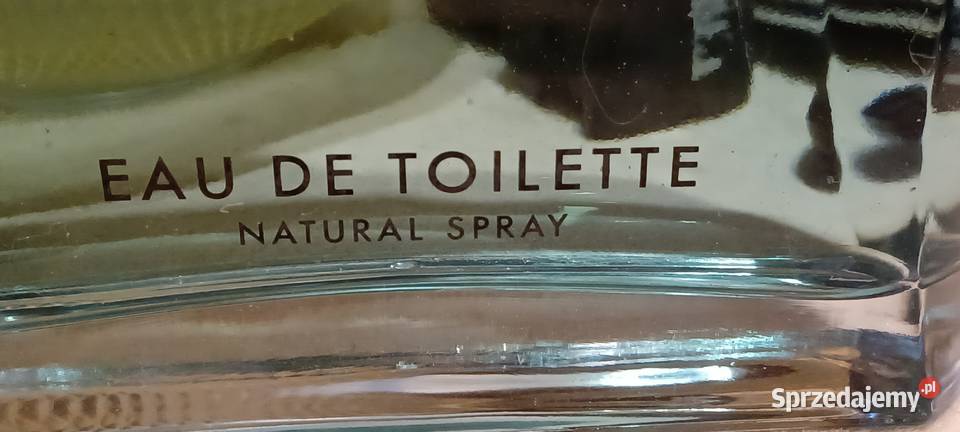 EAU DE TOILETTE
NATURAL SPRAY
Sprzedajemy.pl